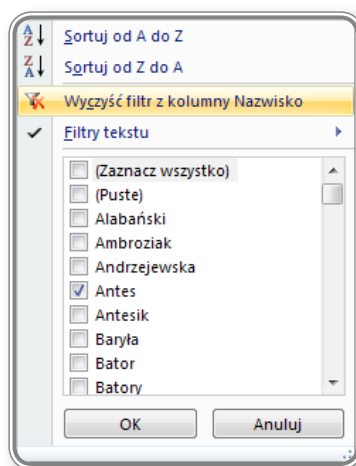 Sortuj od A do Z
Sortuj od Z do A
Wyczyść filtr z kolumny Nazwisko
Filtry tekstu
(Zaznacz wszystko)
(Puste)
Alabański
Ambroziak
Andrzejewska
Antes
Antesik
Baryła
Bator
Batory
OK Anuluj